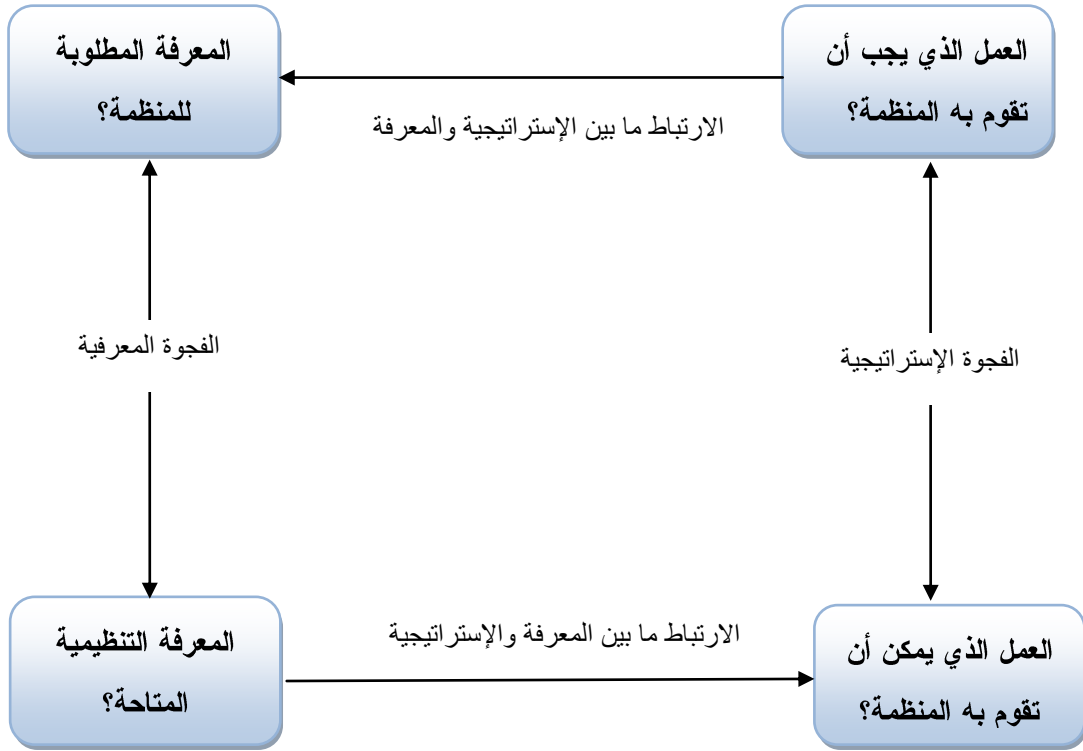 العمل الذي يجب أن
تقوم به المنظمة؟
المعرفة المطلوبة
للمنظمة؟
الارتباط ما بين الإستراتيجية والمعرفة
الفجوة الإستراتيجية
الفجوة المعرفية
العمل الذي يمكن أن
تقوم به المنظمة؟
الارتباط ما بين المعرفة والإستراتيجية
المعرفة التنظيمية
المتاحة؟